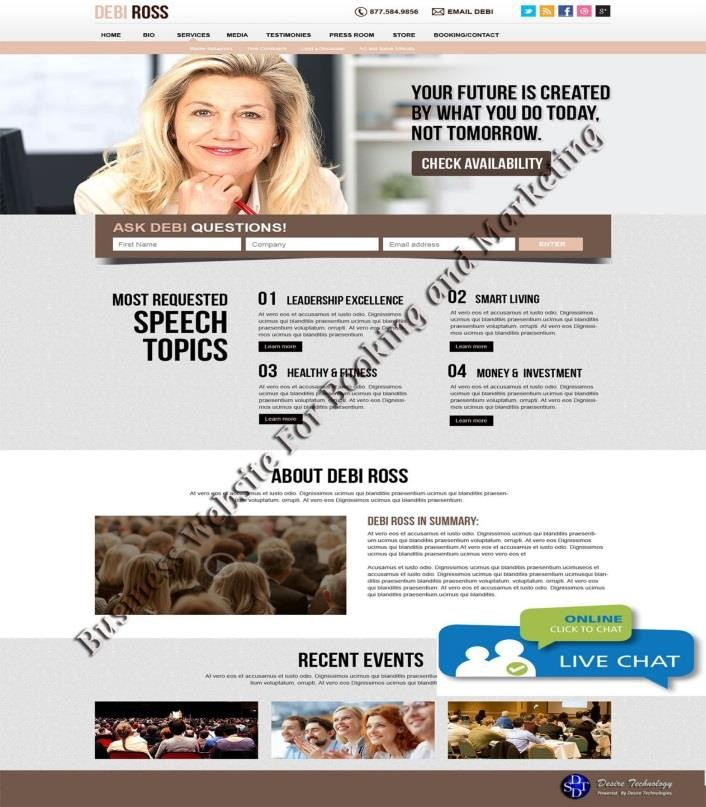 DEBI ROSS
877.584.9856
EMAIL DEBI
HOME BIO SERVICES MEDIA TESTIMONIES PRESS ROOM STORE BOOKING/CONTACT
YOUR FUTURE IS CREATED
BY WHAT YOU DO TODAY,
NOT TOMORROW.
CHECK AVAILABILITY
ASK DEBI QUESTIONS!
First Name
Company
Email address
ENTER
MOST REQUESTED
SPEECH
TOPICS
01 LEADERSHIP EXCELLENCE
At vero eos et accusamus et iusto odio. Dignissimos
ucimus qui blanditiis praesentium ucimus qui blanditiis
praesentium voluptatum. orrupti. At vero eos Dignissi-
mos ucimus qui blanditiis praesentium.
Learn more
02 SMART LIVING
At vero eos et accusamus et iusto odio. Dignissimos
ucimus qui blanditiis praesentium ucimus qui blanditiis
praesentium voluptatum. orrupti. At vero eos Dignissi-
mos ucimus qui blanditiis praesentium.
Learn more
03 HEALTHY & FITNESS
At vero eos et accusamus et iusto odio. Dignissimos
ucimus qui blanditiis praesentium ucimus qui blanditiis
praesentium voluptatum. orrupti. At vero eos Dignissi-
mos ucimus qui blanditiis praesentium.
Learn more
04 MONEY & INVESTMENT
At vero eos et accusamus et iusto odio. Dignissimos
ucimus qui blanditiis praesentium ucimus qui blanditiis
praesentium voluptatum. orrupti. At vero eos Dignissi-
mos ucimus qui blanditiis praesentium.
Learn more
Business Website For Booking and Marketing
ABOUT DEBI ROSS
At vero eos et accusamus et iusto odio. Dignissimos ucimus qui blanditiis praesentium ucimus qui blanditiis praesen-
tium voluptatum. orrupti. At vero eos Dignissimos ucimus qui blanditiis praesentium.
DEBI ROSS IN SUMMARY:
At vero eos et accusamus et iusto odio. Dignissimos ucimus qui blanditiis praesenti-
um ucimus qui blanditiis praesentium voluptatum. orrupti. At vero eos Dignissimos
ucimus qui blanditiis praesentium.At vero eos et accusamus et iusto odio. Dignissimos
ucimus qui blanditiis praesentium.ucimus vero eos et
Acusamus et iusto odio. Dignissimos ucimus qui blanditiis praesentium.ucimuseos et
accusamus et iusto odio. Dignissimos ucimus qui blanditiis praesentium.ucimusqui blan-
ditiis praesentium blanditiis praesentium voluptatum. voluptatum. orrupti. At vero eos
qui blanditiis praesentium. At vero eos et accusamus et iusto odio. Dignissimos
ucimus qui blanditiis praesentium.ucimus qui blanditiis.
ONLINE
CLICK TO CHAT
LIVE CHAT
RECENT EVENTS
At vero eos et accusamus et iusto odio. Dignissimos ucimus qui blanditiis praesentium
tium voluptatum. orrupti. At vero eos Dignissimos ucimus qui blandit
Desire Technology
Powered By Desire Technologies